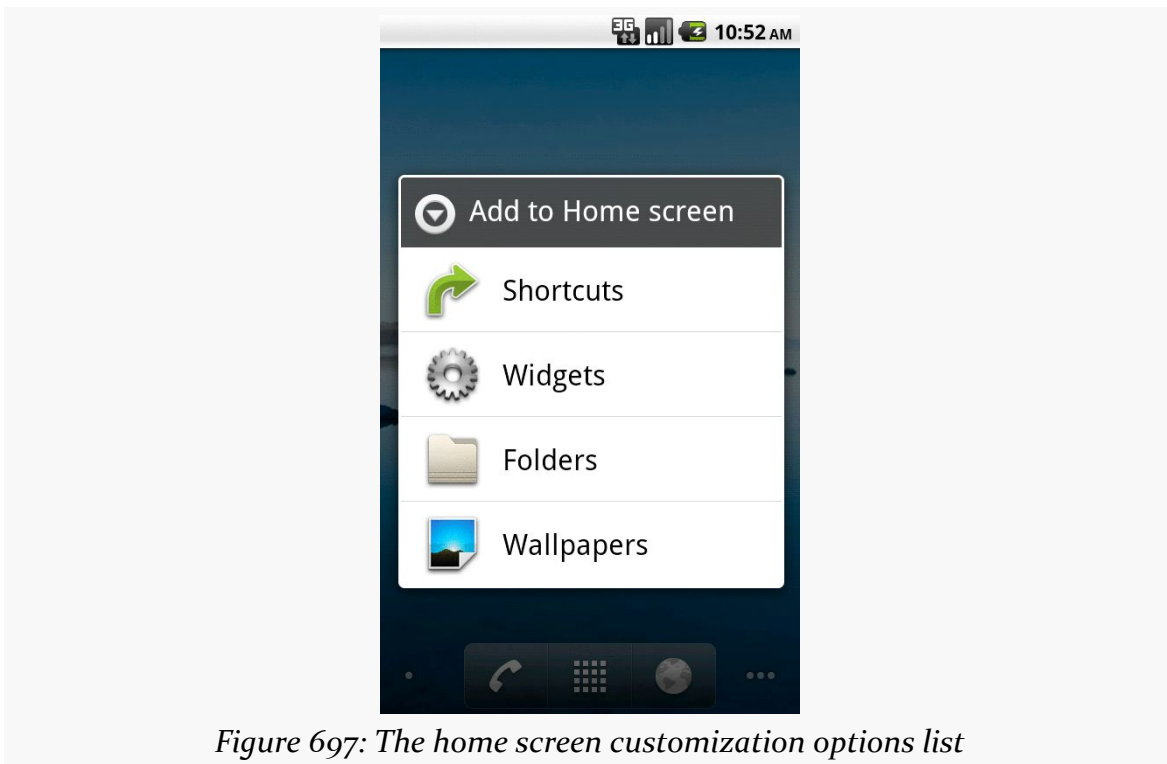 3G 10:52 AM
Add to Home screen
Shortcuts
Widgets
Folders
Wallpapers
Figure 697: The home screen customization options list